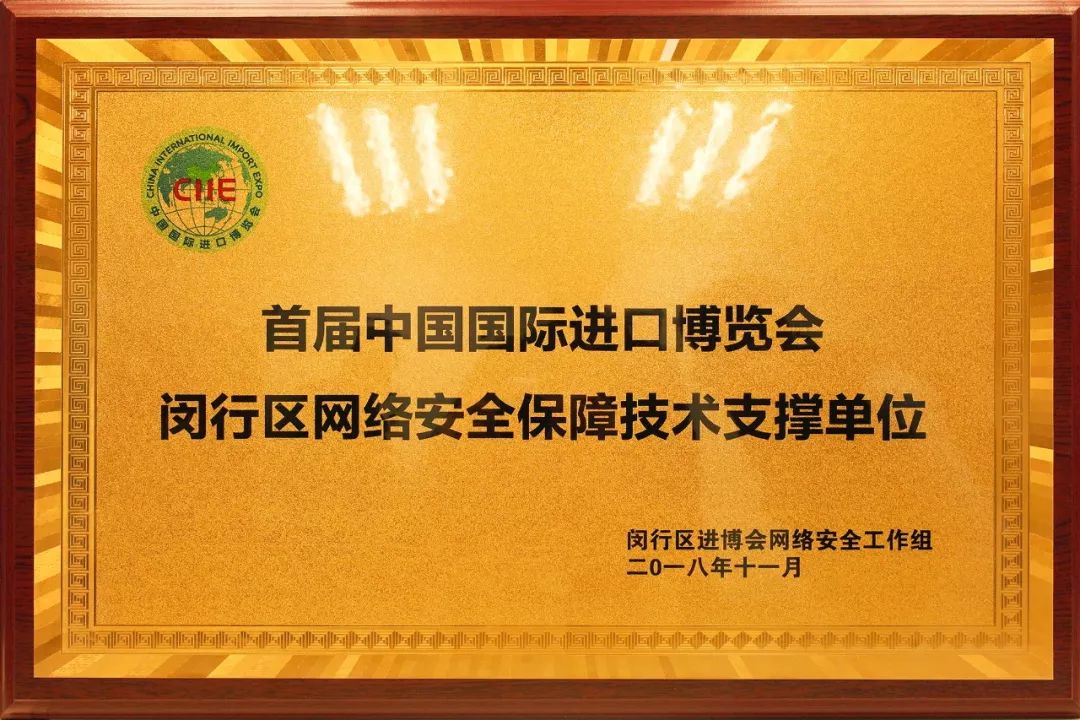 CHINA INTERNATIONAL IMPORT EXPO
CIIE
中国国际进口博览会
首届中国国际进口博览会
闵行区网络安全保障技术支撑单位
闵行区进博会网络安全工作组
二0一八年十一月